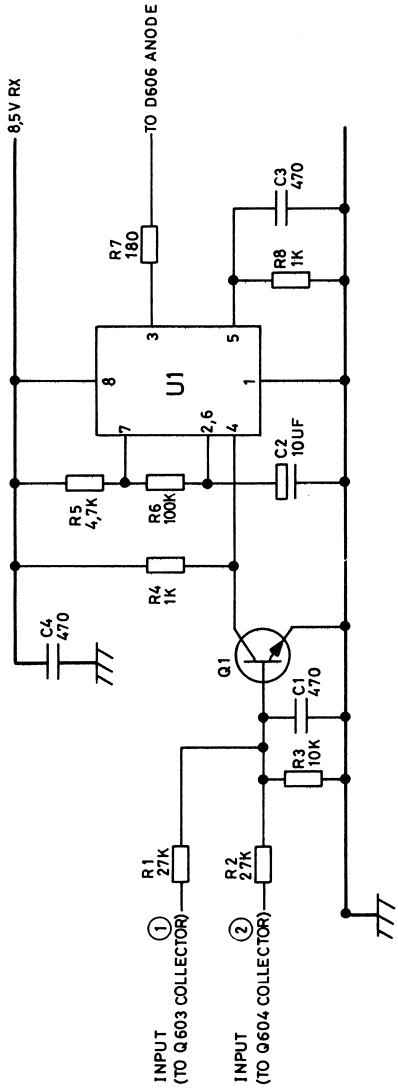 8,5V RX
TO D606 ANODE
R7
180
C3
470
R8
1K
3
5
8
U1
1
7
2,6
4
R5
4,7K
R6
100K
C2
10UF
R4
1K
C4
470
Q1
C1
470
R3
10K
R1
27K
R2
27K
INPUT 1
(TO Q603 COLLECTOR)
INPUT 2
(TO Q604 COLLECTOR)